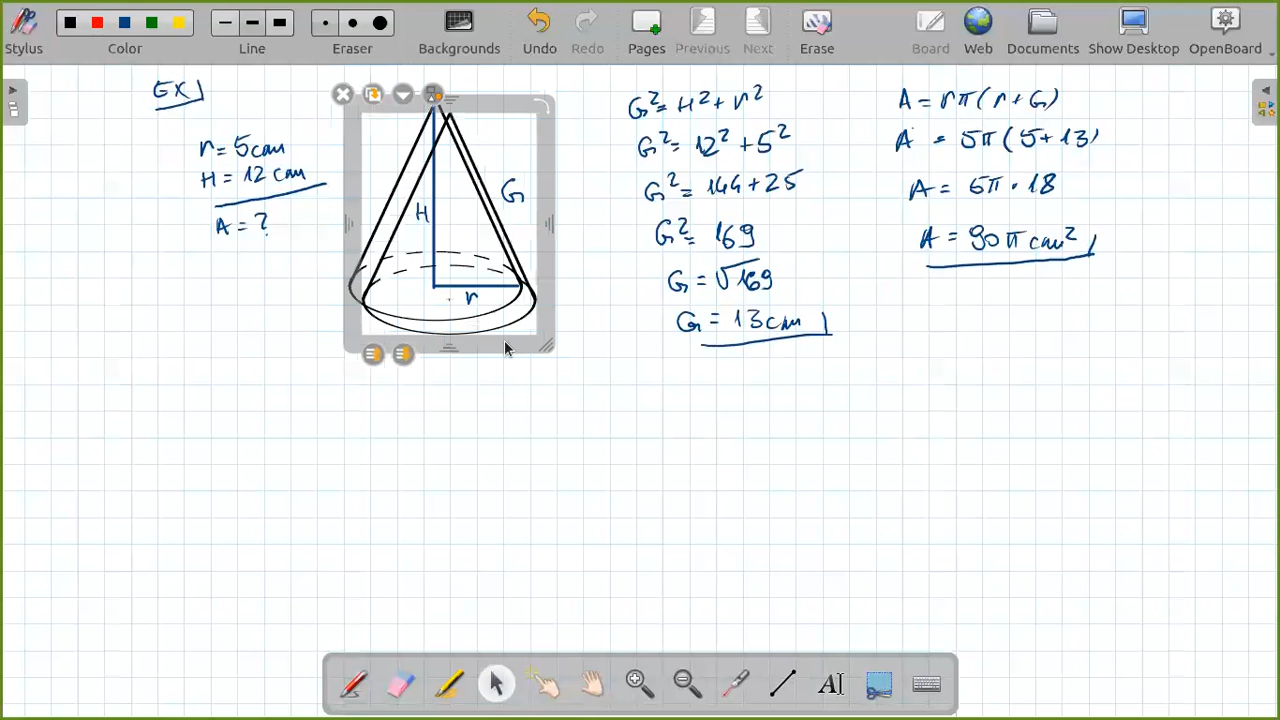 Stylus Color Line Eraser Backgrounds Undo Redo Pages Previous Next Erase Board Web Documents Show Desktop OpenBoard
EX
r = 5cm
H = 12 cm
A = ?
H
G
r
G² = H² + r²
G² = 12² + 5²
G² = 144 + 25
G² = 169
G = √169
G = 13cm
A = rπ(r+G)
A = 5π(5+13)
A = 5π · 18
A = 90π cm²
A